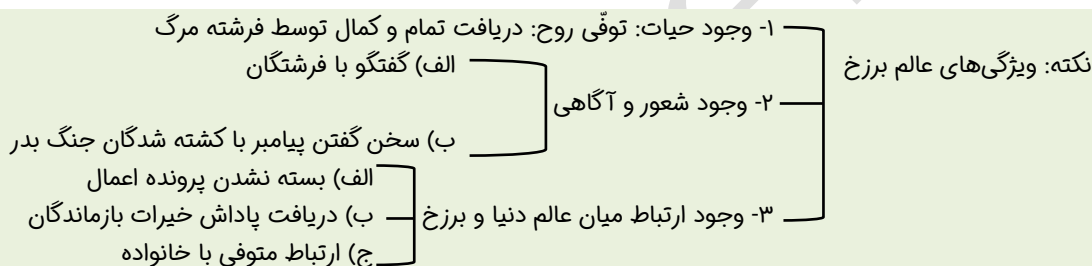 نکته: ویژگی‌های عالم برزخ
۱- وجود حیات: توفّی روح: دریافت تمام و کمال توسط فرشته مرگ
۲- وجود شعور و آگاهی
الف) گفتگو با فرشتگان
ب) سخن گفتن پیامبر با کشته شدگان جنگ بدر
۳- وجود ارتباط میان عالم دنیا و برزخ
الف) بسته نشدن پرونده اعمال
ب) دریافت پاداش خیرات بازماندگان
ج) ارتباط متوفی با خانواده